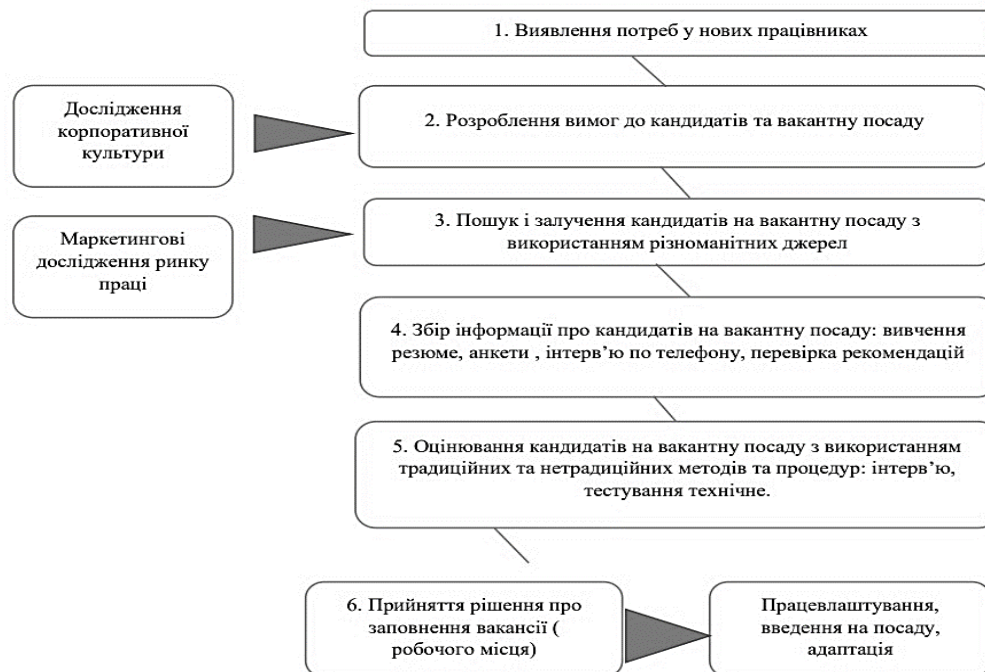 1. Виявлення потреб у нових працівниках
Дослідження
корпоративної
культури
2. Розроблення вимог до кандидатів та вакантну посаду
Маркетингові
дослідження ринку
праці
3. Пошук і залучення кандидатів на вакантну посаду з
використанням різноманітних джерел
4. Збір інформації про кандидатів на вакантну посаду: вивчення
резюме, анкети , інтерв’ю по телефону, перевірка рекомендацій
5. Оцінювання кандидатів на вакантну посаду з використанням
традиційних та нетрадиційних методів та процедур: інтерв’ю,
тестування технічне.
6. Прийняття рішення про
заповнення вакансії (
робочого місця)
Працевлаштування,
введення на посаду,
адаптація